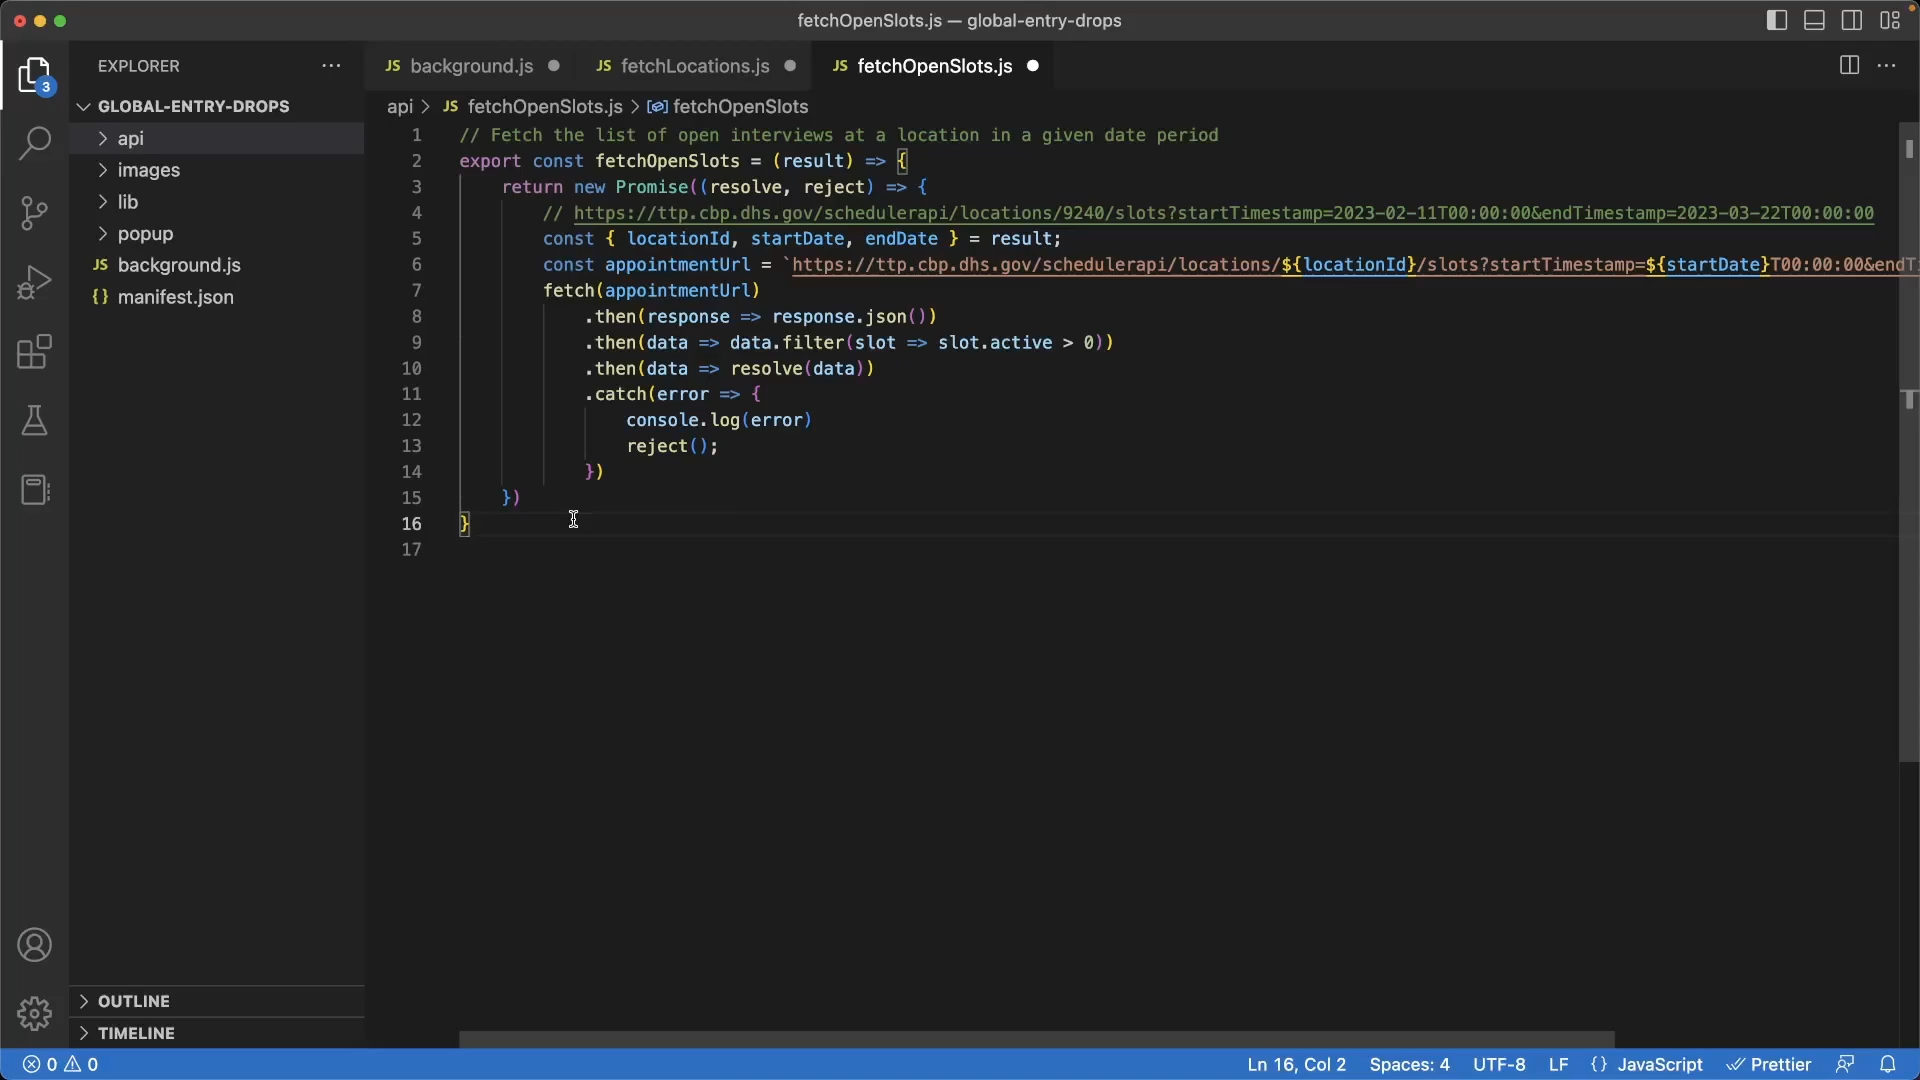 fetchOpenSlots.js — global-entry-drops
EXPLORER
JS background.js
JS fetchLocations.js
JS fetchOpenSlots.js
3
GLOBAL-ENTRY-DROPS
api
images
lib
popup
JS background.js
{} manifest.json
api > JS fetchOpenSlots.js > fetchOpenSlots
1 // Fetch the list of open interviews at a location in a given date period
2 export const fetchOpenSlots = (result) => {
3 return new Promise((resolve, reject) => {
4 // https://ttp.cbp.dhs.gov/schedulerapi/locations/9240/slots?startTimestamp=2023-02-11T00:00:00&endTimestamp=2023-03-22T00:00:00
5 const { locationId, startDate, endDate } = result;
6 const appointmentUrl = `https://ttp.cbp.dhs.gov/schedulerapi/locations/${locationId}/slots?startTimestamp=${startDate}T00:00:00&endTi
7 fetch(appointmentUrl)
8 .then(response => response.json())
9 .then(data => data.filter(slot => slot.active > 0))
10 .then(data => resolve(data))
11 .catch(error => {
12 console.log(error)
13 reject();
14 })
15 })
16 }
17
OUTLINE
TIMELINE
0 0
Ln 16, Col 2
Spaces: 4
UTF-8
LF
{} JavaScript
Prettier